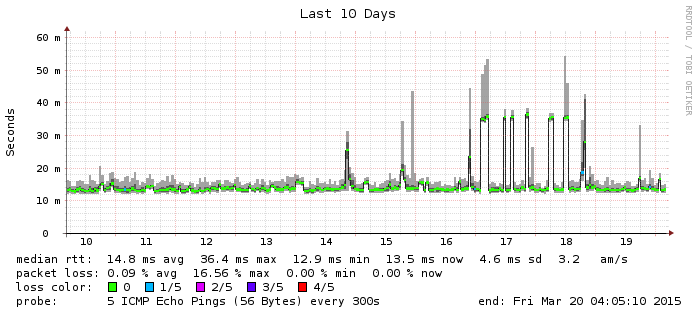 Last 10 Days
RRDTOOL / TOBI OETIKER
Seconds
60 m
50 m
40 m
30 m
20 m
10 m
0
10 11 12 13 14 15 16 17 18 19
median rtt: 14.8 ms avg 36.4 ms max 12.9 ms min 13.5 ms now 4.6 ms sd 3.2 am/s
packet loss: 0.09 % avg 16.56 % max 0.00 % min 0.00 % now
loss color: 0 1/5 2/5 3/5 4/5
probe: 5 ICMP Echo Pings (56 Bytes) every 300s end: Fri Mar 20 04:05:10 2015